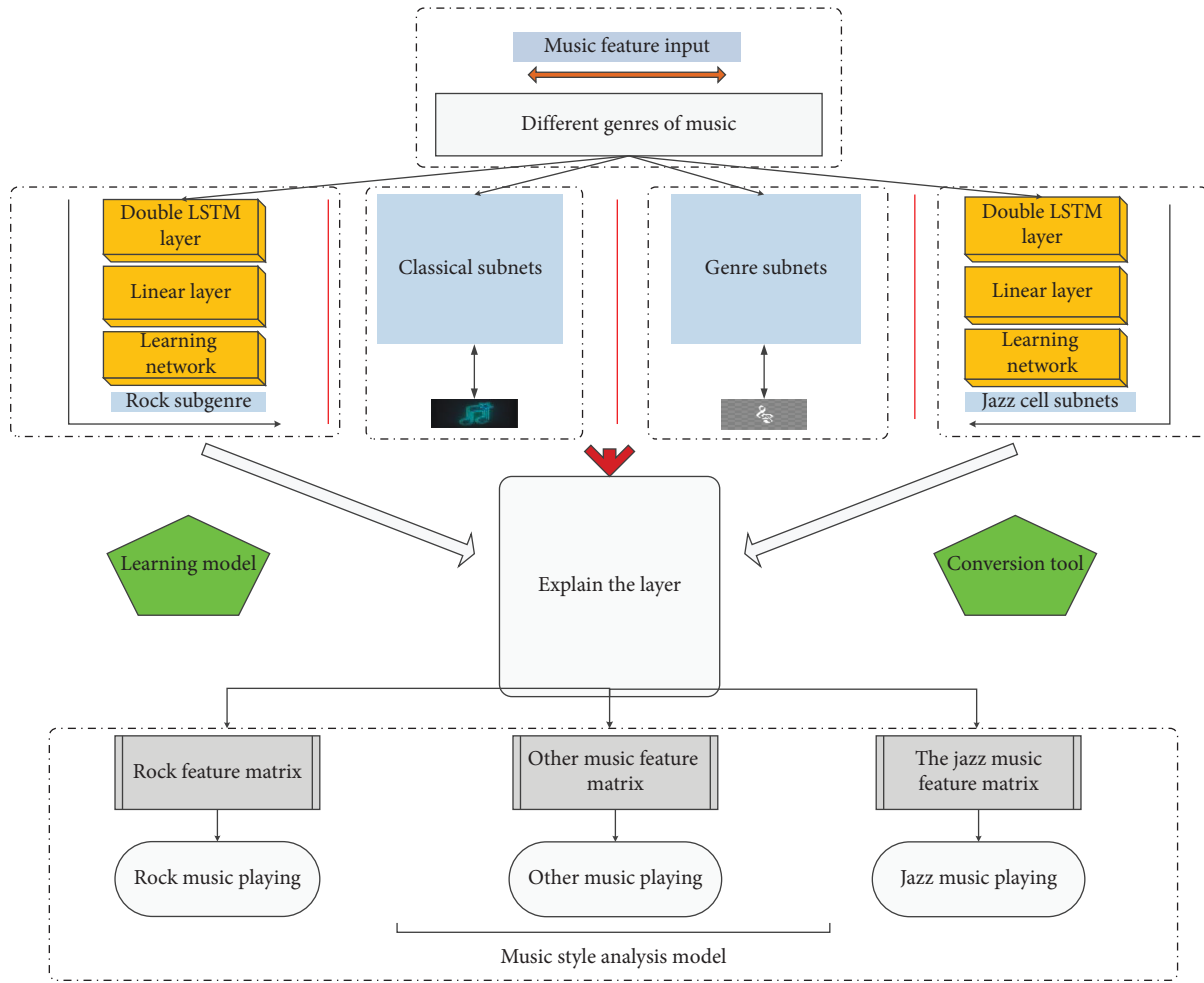 Music feature input
Different genres of music
Double LSTM
layer
Linear layer
Learning
network
Rock subgenre
Classical subnets
Genre subnets
Double LSTM
layer
Linear layer
Learning
network
Jazz cell subnets
Learning model
Explain the layer
Conversion tool
Rock feature matrix
Other music feature
matrix
The jazz music
feature matrix
Rock music playing
Other music playing
Jazz music playing
Music style analysis model